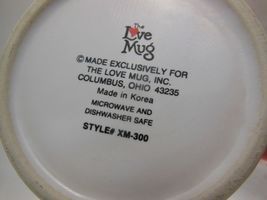 The
Love
Mug
© MADE EXCLUSIVELY FOR
THE LOVE MUG, INC.
COLUMBUS, OHIO 43235
Made in Korea
MICROWAVE AND
DISHWASHER SAFE
STYLE# XM-300